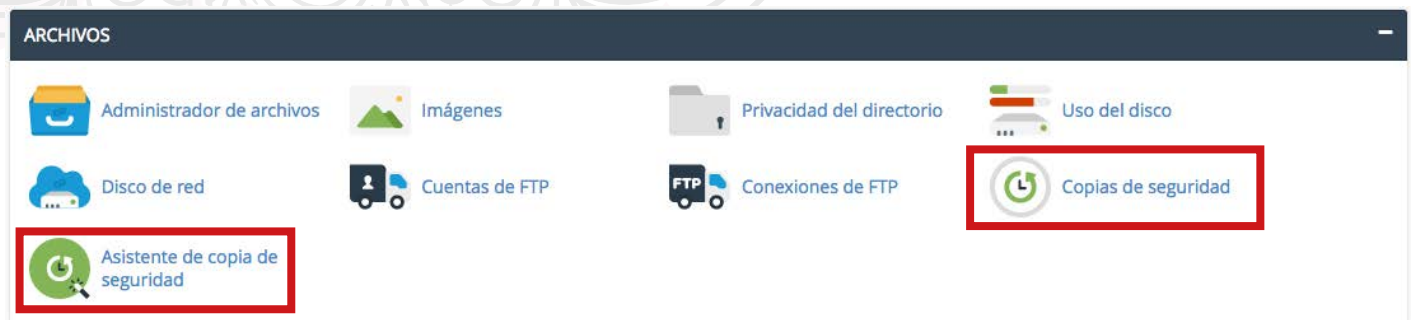 ARCHIVOS
Administrador de archivos
Imágenes
Privacidad del directorio
Uso del disco
Disco de red
Cuentas de FTP
FTP
Conexiones de FTP
Copias de seguridad
Asistente de copia de
seguridad